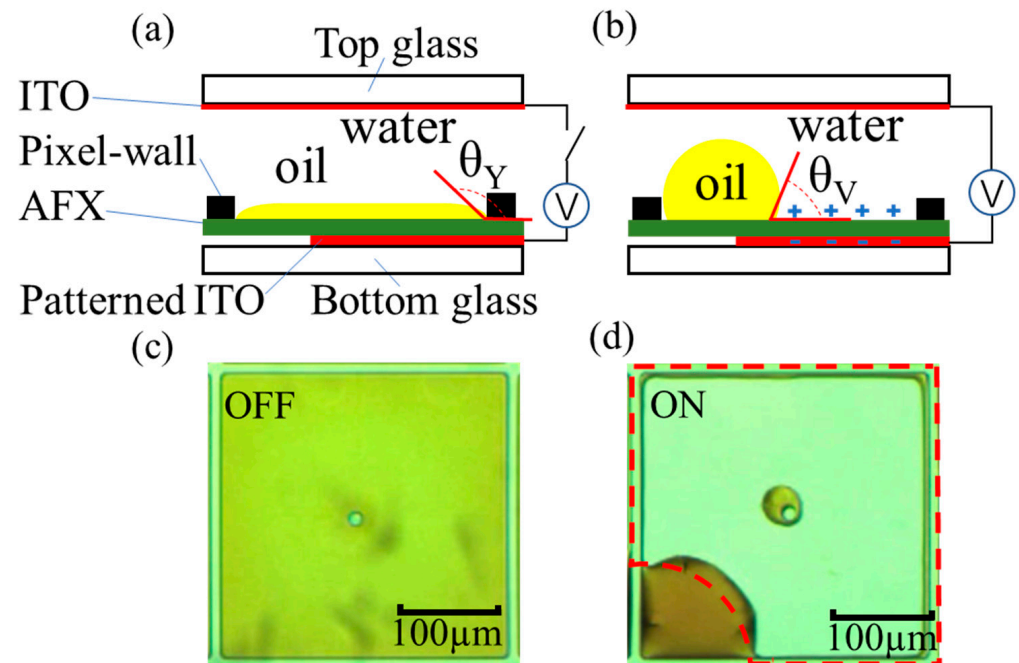 (a)
(b)
Top glass
ITO
water
water
Pixel-wall
oil
θY
oil
θV
AFX
V
V
+ + + +
- - - -
Patterned ITO
Bottom glass
(c)
(d)
OFF
ON
100μm
100μm